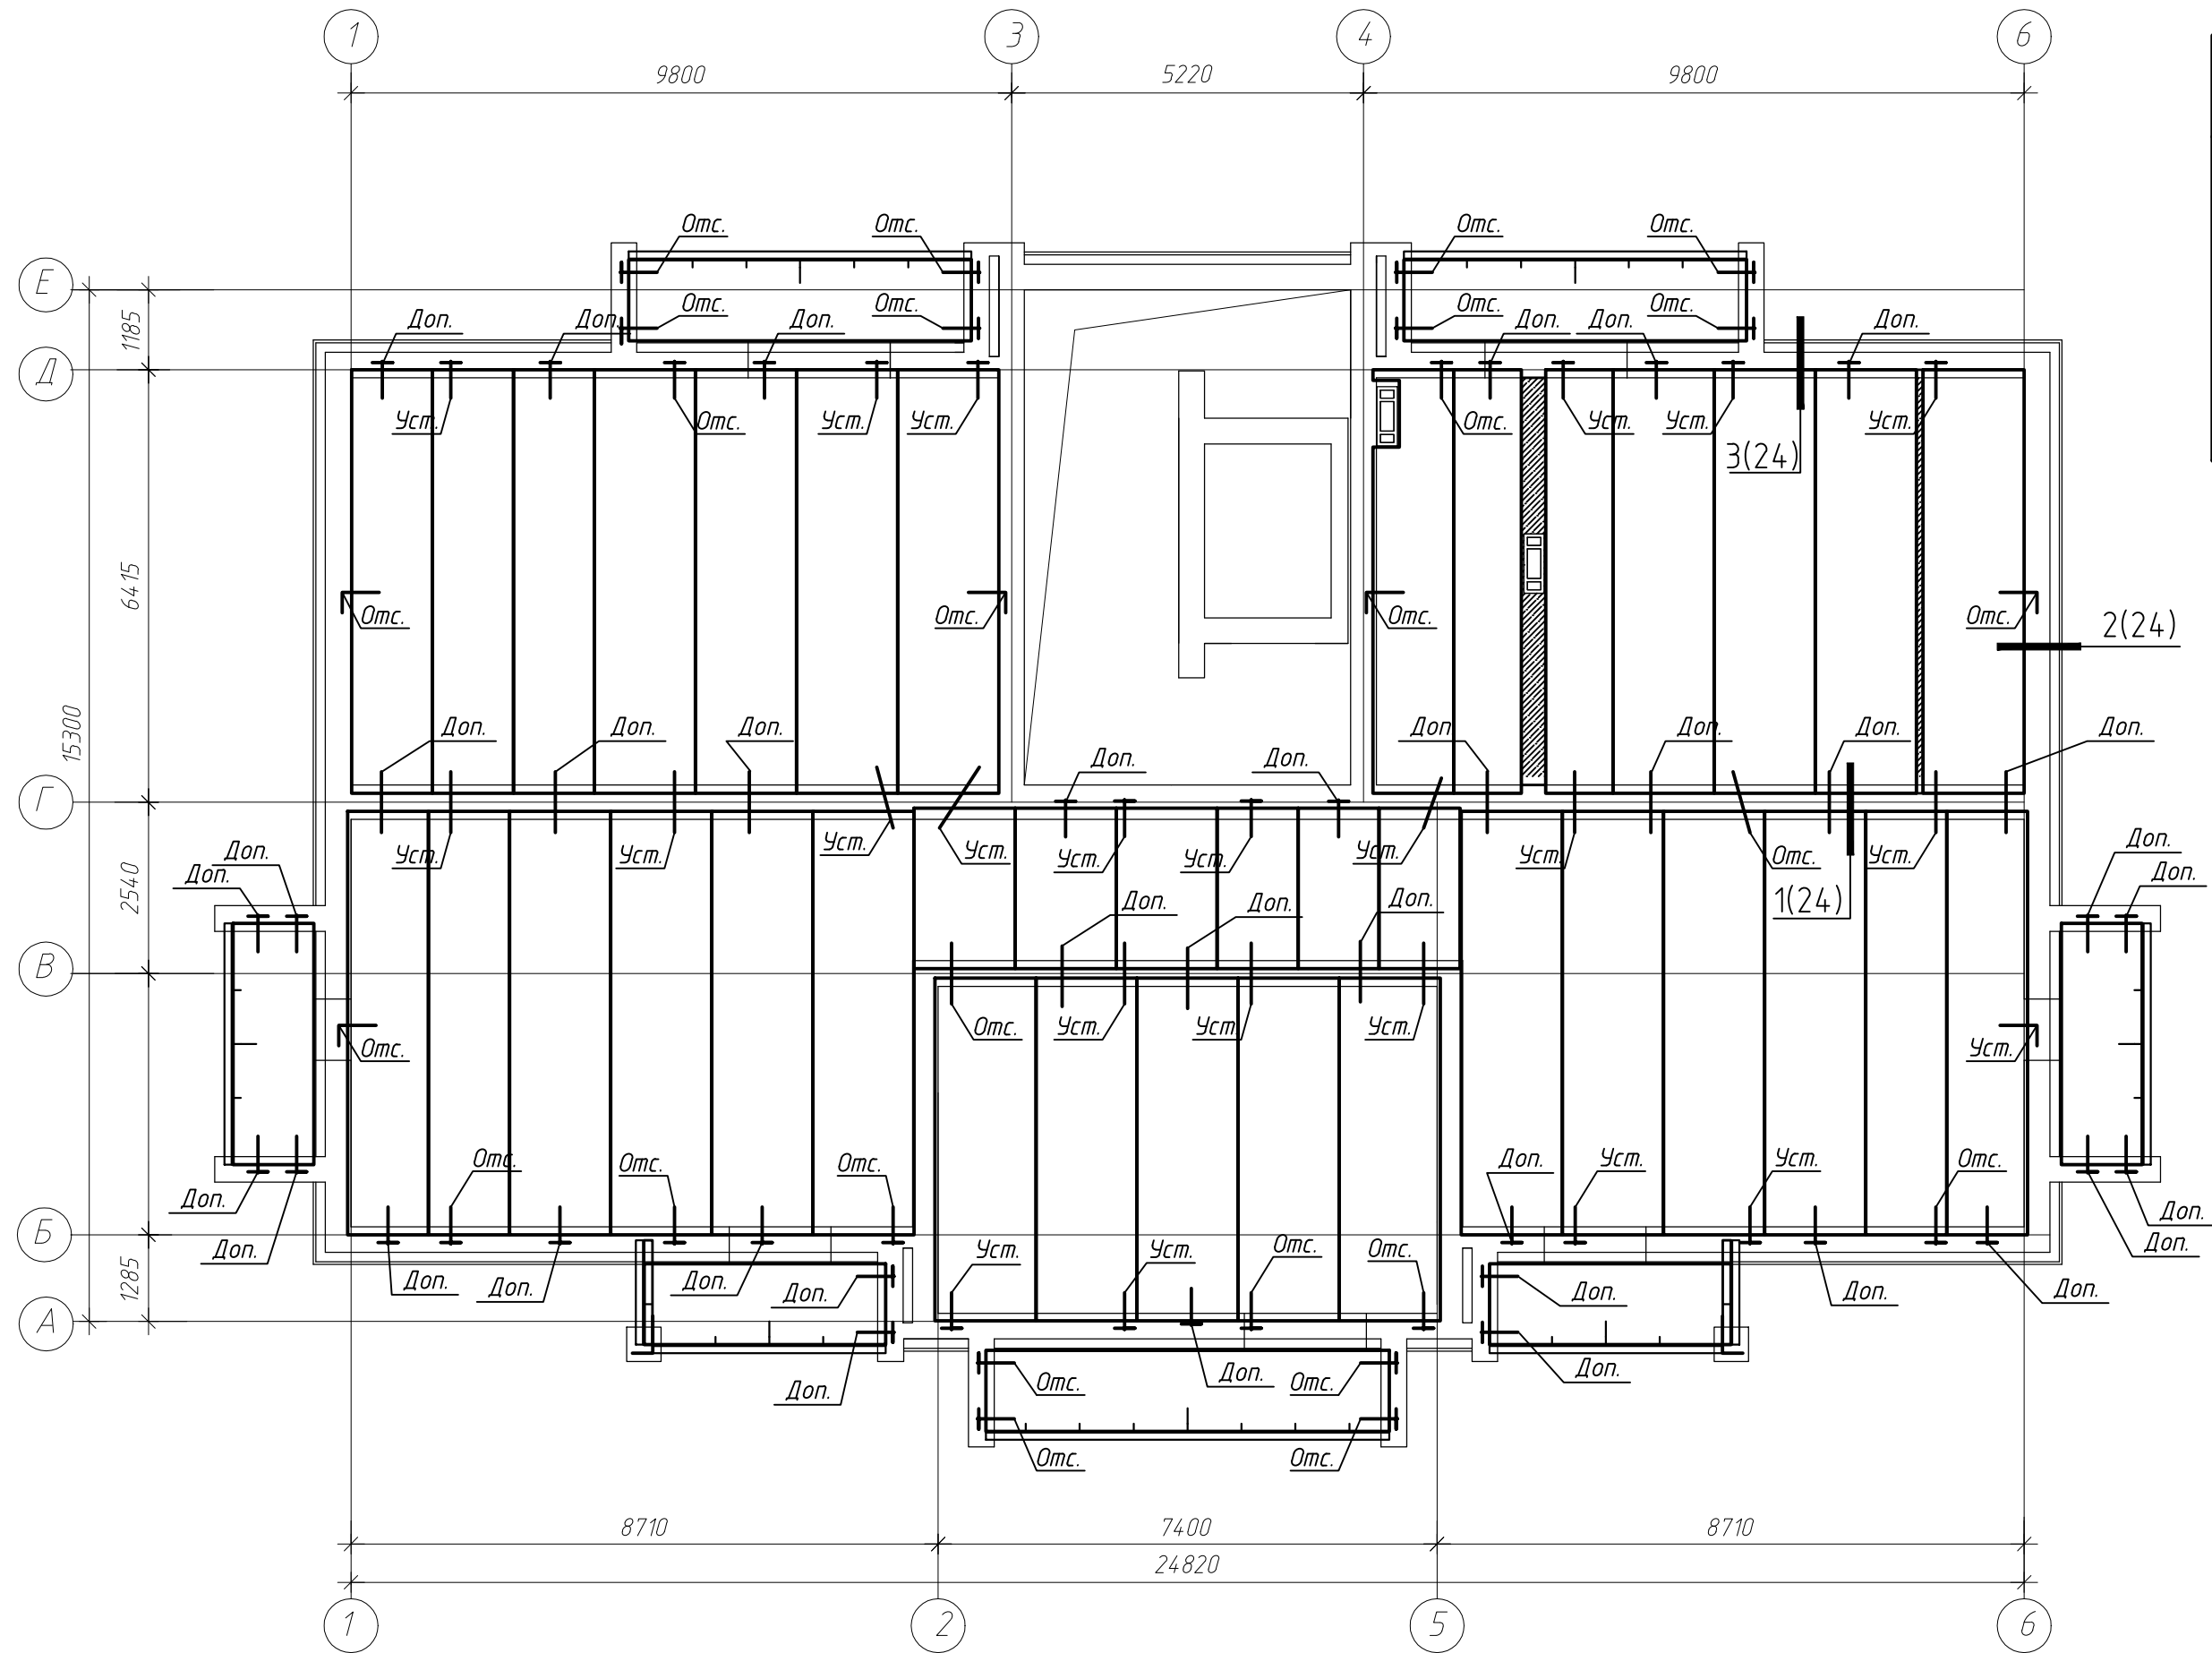 1 3 4 6
9800 5220 9800
Отс. Отс. Отс. Отс.
Е
Отс. Отс. Отс. Отс.
1185
Доп. Доп. Доп. Доп. Доп. Доп.
Д
Уст. Отс. Уст. Уст. Отс. Уст. Уст. Уст.
3(24)
6415
Отс. Отс. Отс. Отс.
2(24)
15300
Доп. Доп. Доп. Доп. Доп. Доп. Доп.
Доп. Доп.
Г
Уст. Уст. Уст. Уст. Уст. Уст. Уст. Уст. Отс. Уст.
Доп. Доп.
Доп. Доп.
2540
1(24)
Доп. Доп. Доп.
В
Отс. Отс. Уст. Уст. Уст. Уст.
Отс. Отс. Отс. Доп. Уст. Уст. Отс.
Доп. Доп.
Б
Доп. Доп.
Уст. Уст. Отс. Отс.
1285
Доп. Доп. Доп. Доп. Доп. Доп. Доп.
А
Доп. Отс. Доп. Отс. Доп.
Отс. Отс.
8710 7400 8710
24820
1 2 5 6